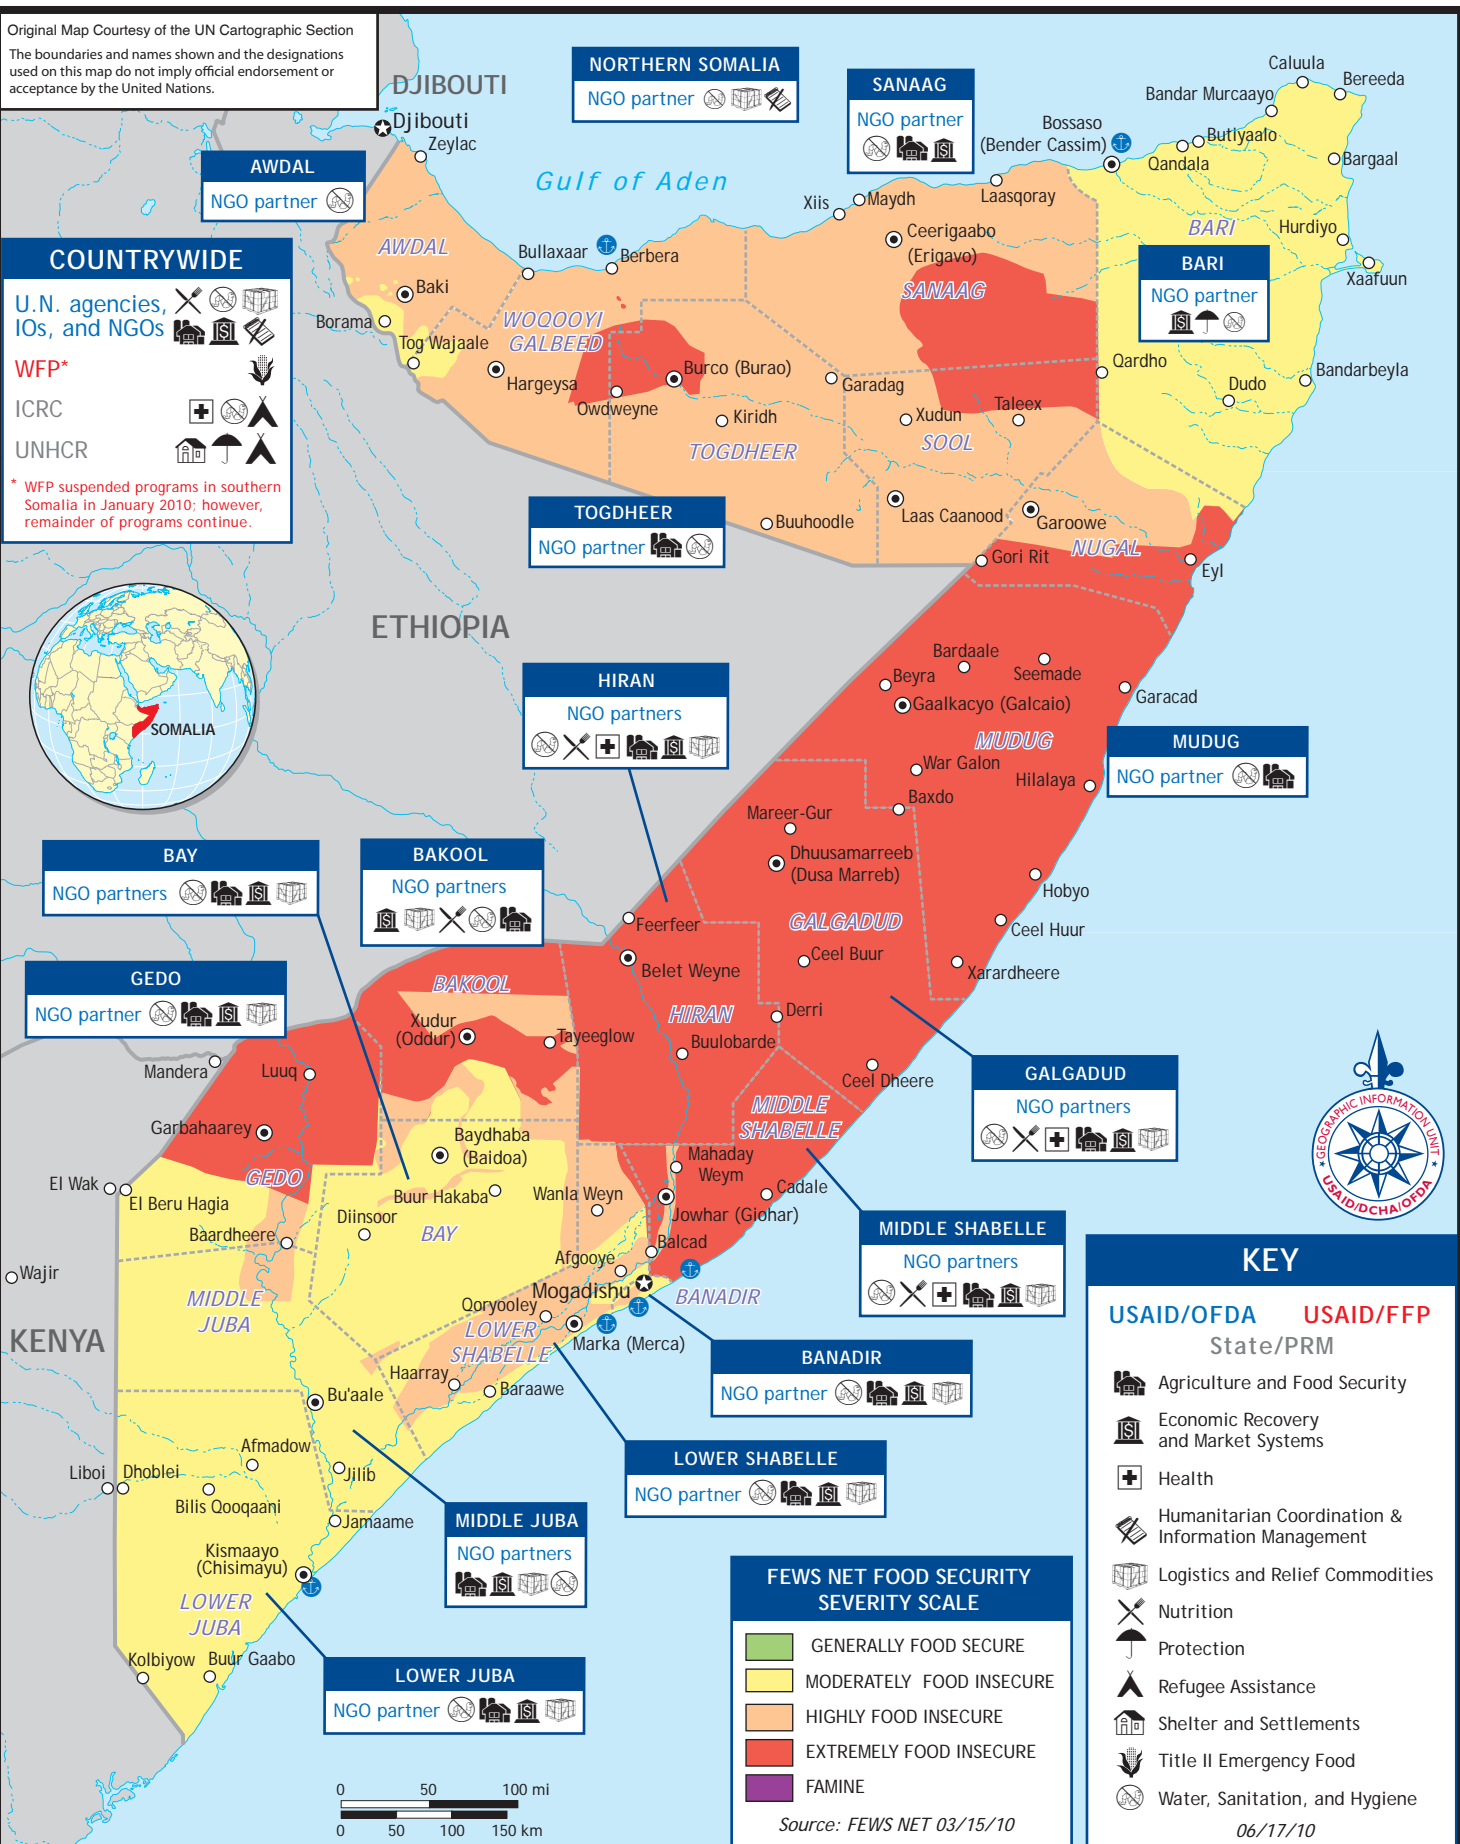 Original Map Courtesy of the UN Cartographic Section
The boundaries and names shown and the designations
used on this map do not imply official endorsement or
acceptance by the United Nations.
DJIBOUTI
Djibouti
Zeylac
NORTHERN SOMALIA
NGO partner
SANAAG
NGO partner
Caluula
Bereeda
Bandar Murcaayo
Bossaso
(Bender Cassim)
Butiyaalo
Qandala
Bargaal
AWDAL
NGO partner
Gulf of Aden
Xiis
Maydh
Laasqoray
BARI
Hurdiyo
Xaafuun
BARI
NGO partner
AWDAL
Bullaxaar
Berbera
Ceerigaabo
(Erigavo)
SANAAG
COUNTRYWIDE
U.N. agencies,
IOs, and NGOs
WFP*
ICRC
UNHCR
* WFP suspended programs in southern
Somalia in January 2010; however,
remainder of programs continue.
Baki
Borama
Tog Wajaale
WOQOOYI
GALBEED
Hargeysa
Burco (Burao)
Owdweyne
Kiridh
Garadag
Xudun
Taleex
Qardho
Dudo
Bandarbeyla
TOGDHEER
SOOL
TOGDHEER
NGO partner
Buuhoodle
Laas Caanood
Garoowe
NUGAL
Gori Rit
Eyl
ETHIOPIA
SOMALIA
HIRAN
NGO partners
Bardaale
Beyra
Seemade
Gaalkacyo (Galcaio)
Garacad
MUDUG
MUDUG
NGO partner
War Galon
Hilalaya
Baxdo
Mareer-Gur
Dhuusamarreeb
(Dusa Marreb)
Hobyo
BAY
NGO partners
BAKOOL
NGO partners
Feerfeer
GALGADUD
Ceel Huur
Ceel Buur
Xarardheere
Belet Weyne
GEDO
NGO partner
BAKOOL
Xudur
(Oddur)
Tayeeglow
HIRAN
Derri
Buulobarde
Mandera
Luuq
Ceel Dheere
GALGADUD
NGO partners
MIDDLE
SHABELLE
GEOGRAPHIC INFORMATION UNIT
USAID/DCHA/OFDA
Garbahaarey
Baydhaba
(Baidoa)
Mahaday
Weym
GEDO
El Wak
El Beru Hagia
Buur Hakaba
Wanla Weyn
Cadale
Jowhar (Giohar)
Diinsoor
BAY
Baardheere
Balcad
Afgooye
MIDDLE SHABELLE
NGO partners
Wajir
Mogadishu
BANADIR
MIDDLE
JUBA
Qoryooley
LOWER
SHABELLE
Marka (Merca)
KENYA
Haarray
Baraawe
BANADIR
NGO partner
Bu'aale
Afmadow
Jilib
Liboi
Dhoblei
Bilis Qooqaani
LOWER SHABELLE
NGO partner
Jamaame
MIDDLE JUBA
NGO partners
Kismaayo
(Chisimayu)
LOWER
JUBA
Kolbiyow
Buur Gaabo
LOWER JUBA
NGO partner
0 50 100 mi
0 50 100 150 km
FEWS NET FOOD SECURITY
SEVERITY SCALE
GENERALLY FOOD SECURE
MODERATELY FOOD INSECURE
HIGHLY FOOD INSECURE
EXTREMELY FOOD INSECURE
FAMINE
Source: FEWS NET 03/15/10
KEY
USAID/OFDA USAID/FFP
State/PRM
Agriculture and Food Security
Economic Recovery
and Market Systems
Health
Humanitarian Coordination &
Information Management
Logistics and Relief Commodities
Nutrition
Protection
Refugee Assistance
Shelter and Settlements
Title II Emergency Food
Water, Sanitation, and Hygiene
06/17/10